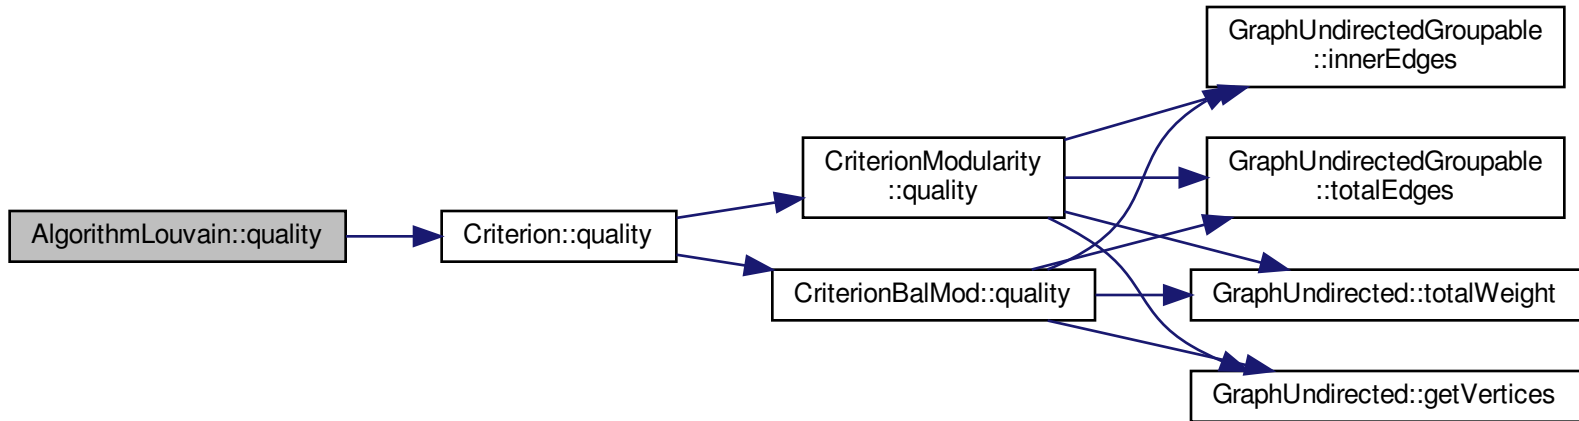 AlgorithmLouvain::quality
Criterion::quality
CriterionModularity
::quality
CriterionBalMod::quality
GraphUndirectedGroupable
::innerEdges
GraphUndirectedGroupable
::totalEdges
GraphUndirected::totalWeight
GraphUndirected::getVertices